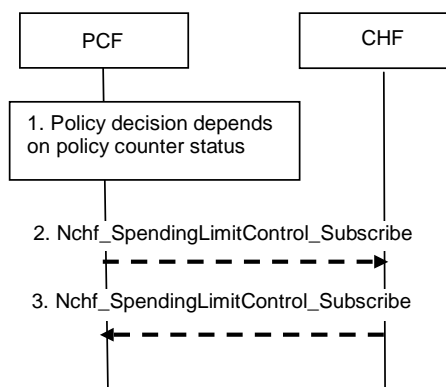 PCF
CHF
1. Policy decision depends
on policy counter status
2. Nchf_SpendingLimitControl_Subscribe
3. Nchf_SpendingLimitControl_Subscribe